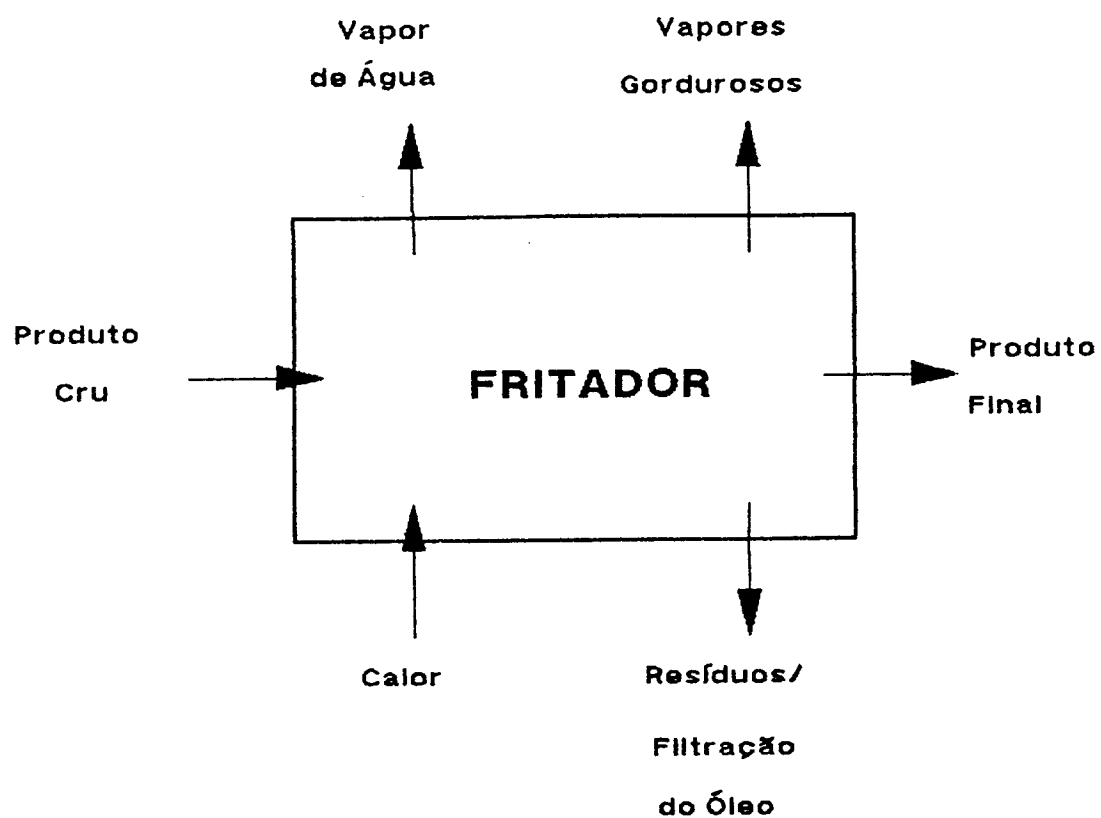 Vapor
de Água
Vapores
Gordurosos
Produto
Cru
FRITADOR
Produto
Final
Calor
Resíduos/
Filtração
do Óleo